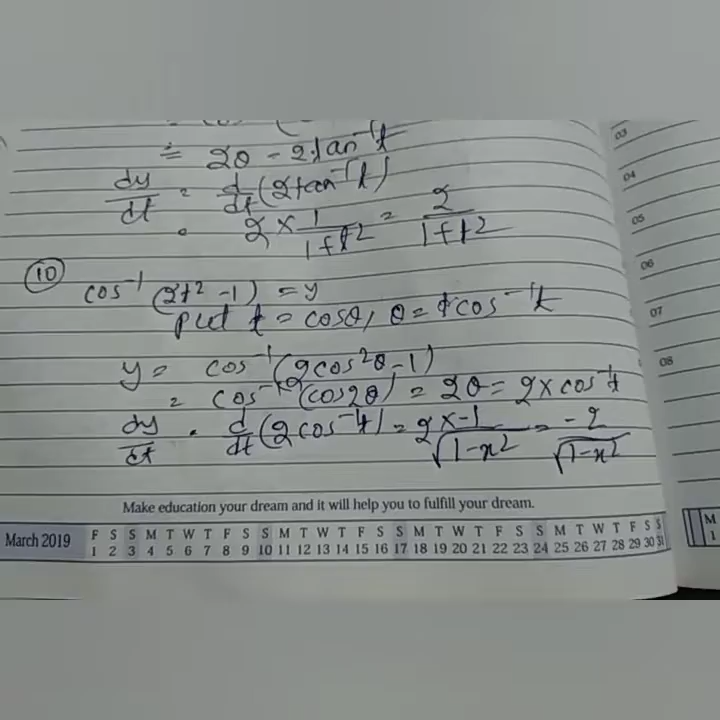 = 2θ = 2tan⁻¹t
dy/dt = d/dt (2tan⁻¹t)
= 2 × 1/1+t² = 2/1+t²
(10) cos⁻¹ (2t² - 1) = y
put t = cosθ, θ = cos⁻¹t
y = cos⁻¹ (2cos²θ - 1)
= cos⁻¹ (cos2θ) = 2θ = 2 × cos⁻¹t
dy/dt = d/dt (2cos⁻¹t) = 2 × -1/√1-x² = -2/√1-x²
Make education your dream and it will help you to fulfill your dream.
March 2019 F S S M T W T F S S M T W T F S S M T W T F S S M T W T F S S
1 2 3 4 5 6 7 8 9 10 11 12 13 14 15 16 17 18 19 20 21 22 23 24 25 26 27 28 29 30 31
03
04
05
06
07
08
M
1